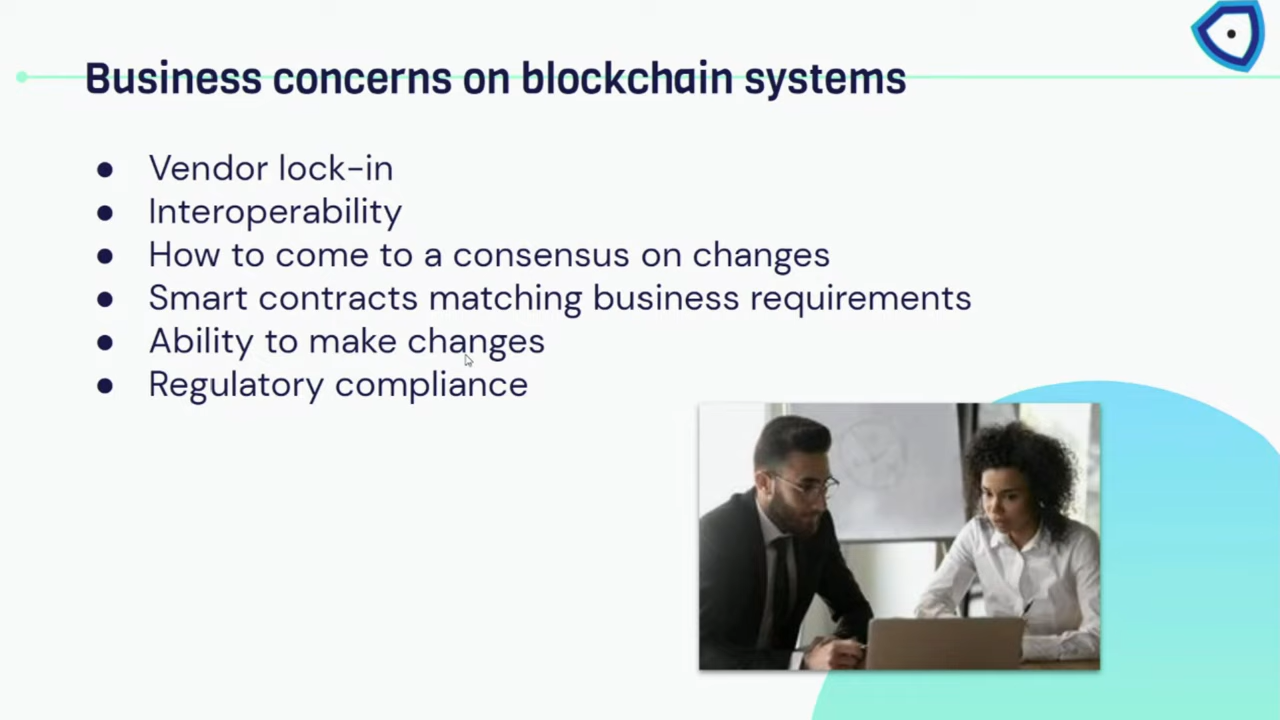 Business concerns on blockchain systems
● Vendor lock-in
● Interoperability
● How to come to a consensus on changes
● Smart contracts matching business requirements
● Ability to make changes
● Regulatory compliance